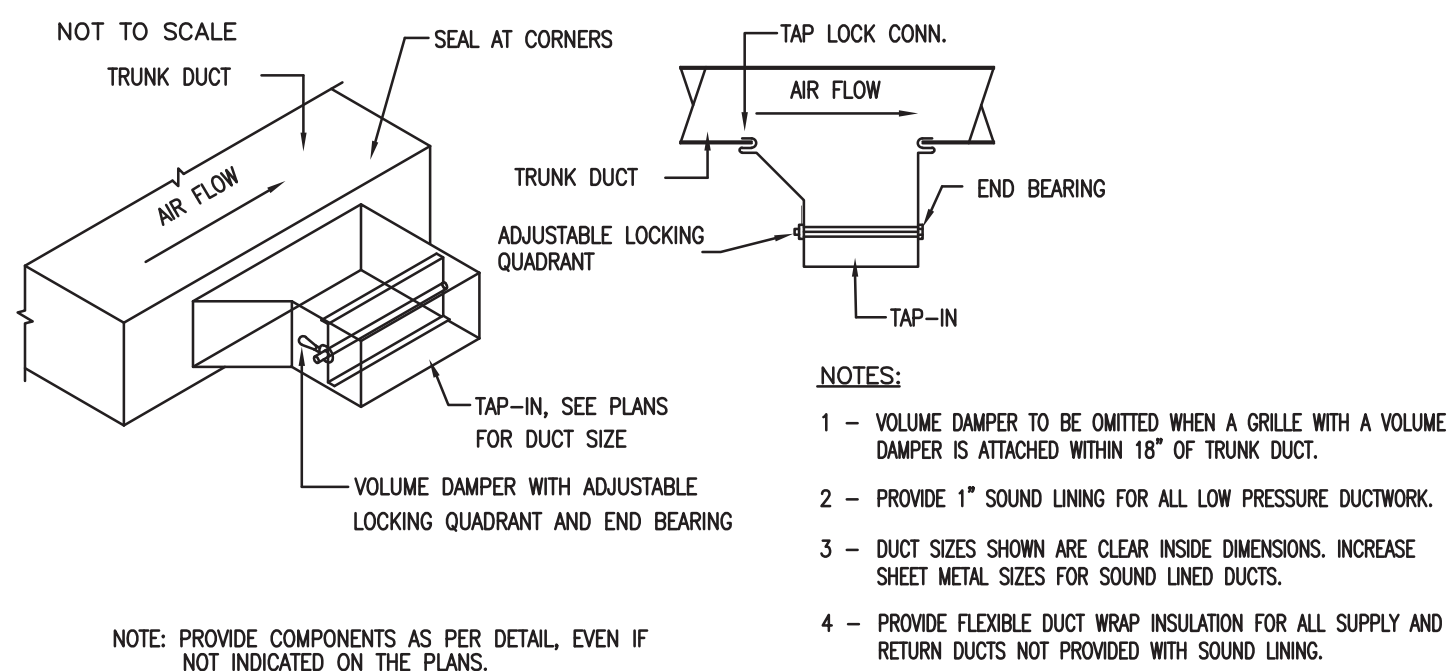 NOT TO SCALE
TRUNK DUCT
SEAL AT CORNERS
AIR FLOW
TAP-IN, SEE PLANS
FOR DUCT SIZE
VOLUME DAMPER WITH ADJUSTABLE
LOCKING QUADRANT AND END BEARING
NOTE: PROVIDE COMPONENTS AS PER DETAIL, EVEN IF
NOT INDICATED ON THE PLANS.
TAP LOCK CONN.
AIR FLOW
TRUNK DUCT
END BEARING
ADJUSTABLE LOCKING
QUADRANT
TAP-IN
NOTES:
1 - VOLUME DAMPER TO BE OMITTED WHEN A GRILLE WITH A VOLUME
DAMPER IS ATTACHED WITHIN 18" OF TRUNK DUCT.
2 - PROVIDE 1" SOUND LINING FOR ALL LOW PRESSURE DUCTWORK.
3 - DUCT SIZES SHOWN ARE CLEAR INSIDE DIMENSIONS. INCREASE
SHEET METAL SIZES FOR SOUND LINED DUCTS.
4 - PROVIDE FLEXIBLE DUCT WRAP INSULATION FOR ALL SUPPLY AND
RETURN DUCTS NOT PROVIDED WITH SOUND LINING.